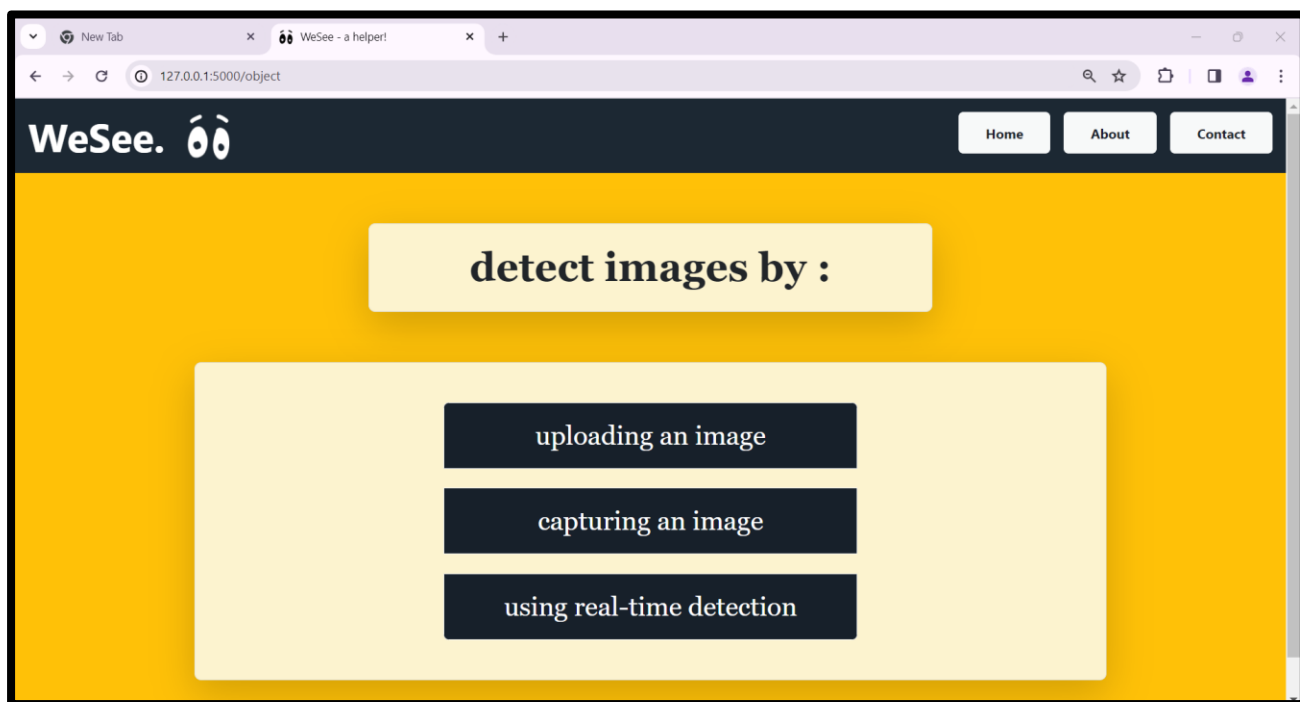 New Tab
WeSee - a helper!
127.0.0.1:5000/object
WeSee.
Home About Contact
detect images by :
uploading an image
capturing an image
using real-time detection